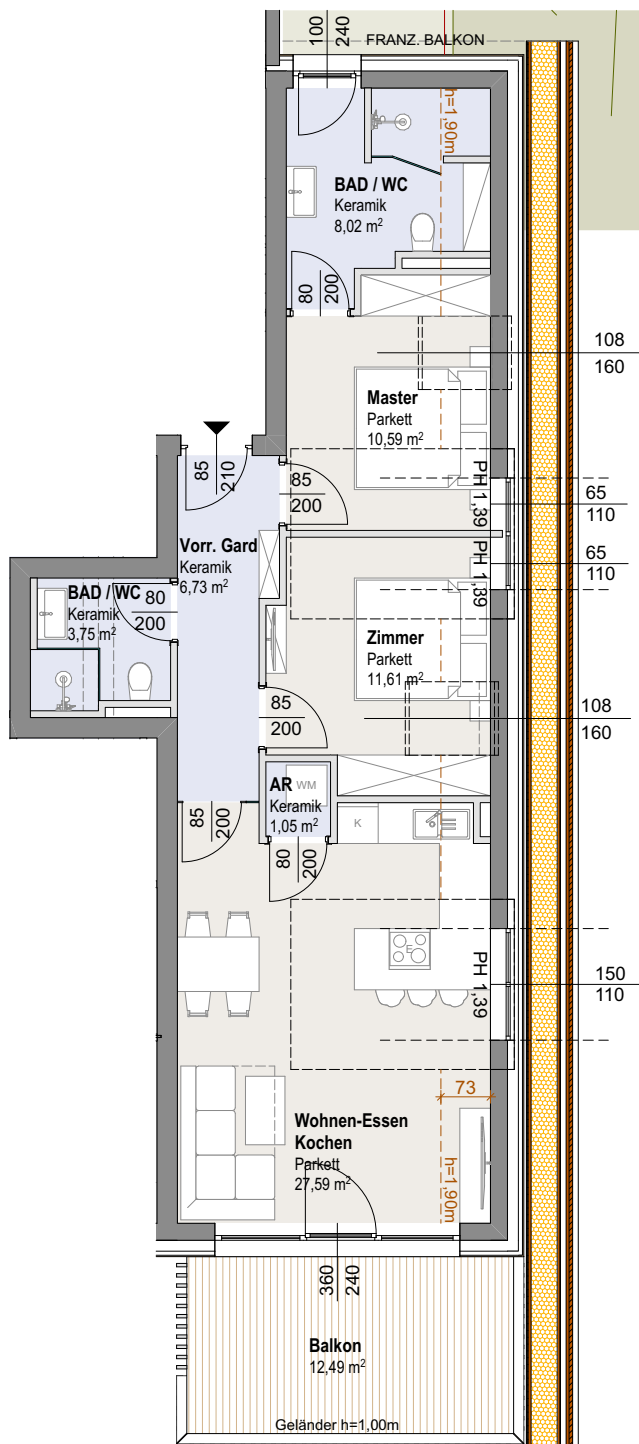 100
240
FRANZ. BALKON
h=1,90m
BAD / WC
Keramik
8,02 m²
80
200
108
160
Master
Parkett
10,59 m²
85
210
85
200
PH 1,39
65
110
Vorr. Gard
Keramik
6,73 m²
PH 1,39
65
110
BAD / WC
Keramik
3,75 m²
80
200
Zimmer
Parkett
11,61 m²
85
200
108
160
AR
WM
Keramik
1,05 m²
85
200
K
80
200
E
PH 1,39
150
110
73
Wohnen-Essen
Kochen
Parkett
27,59 m²
h=1,90m
360
240
Balkon
12,49 m²
Geländer h=1,00m